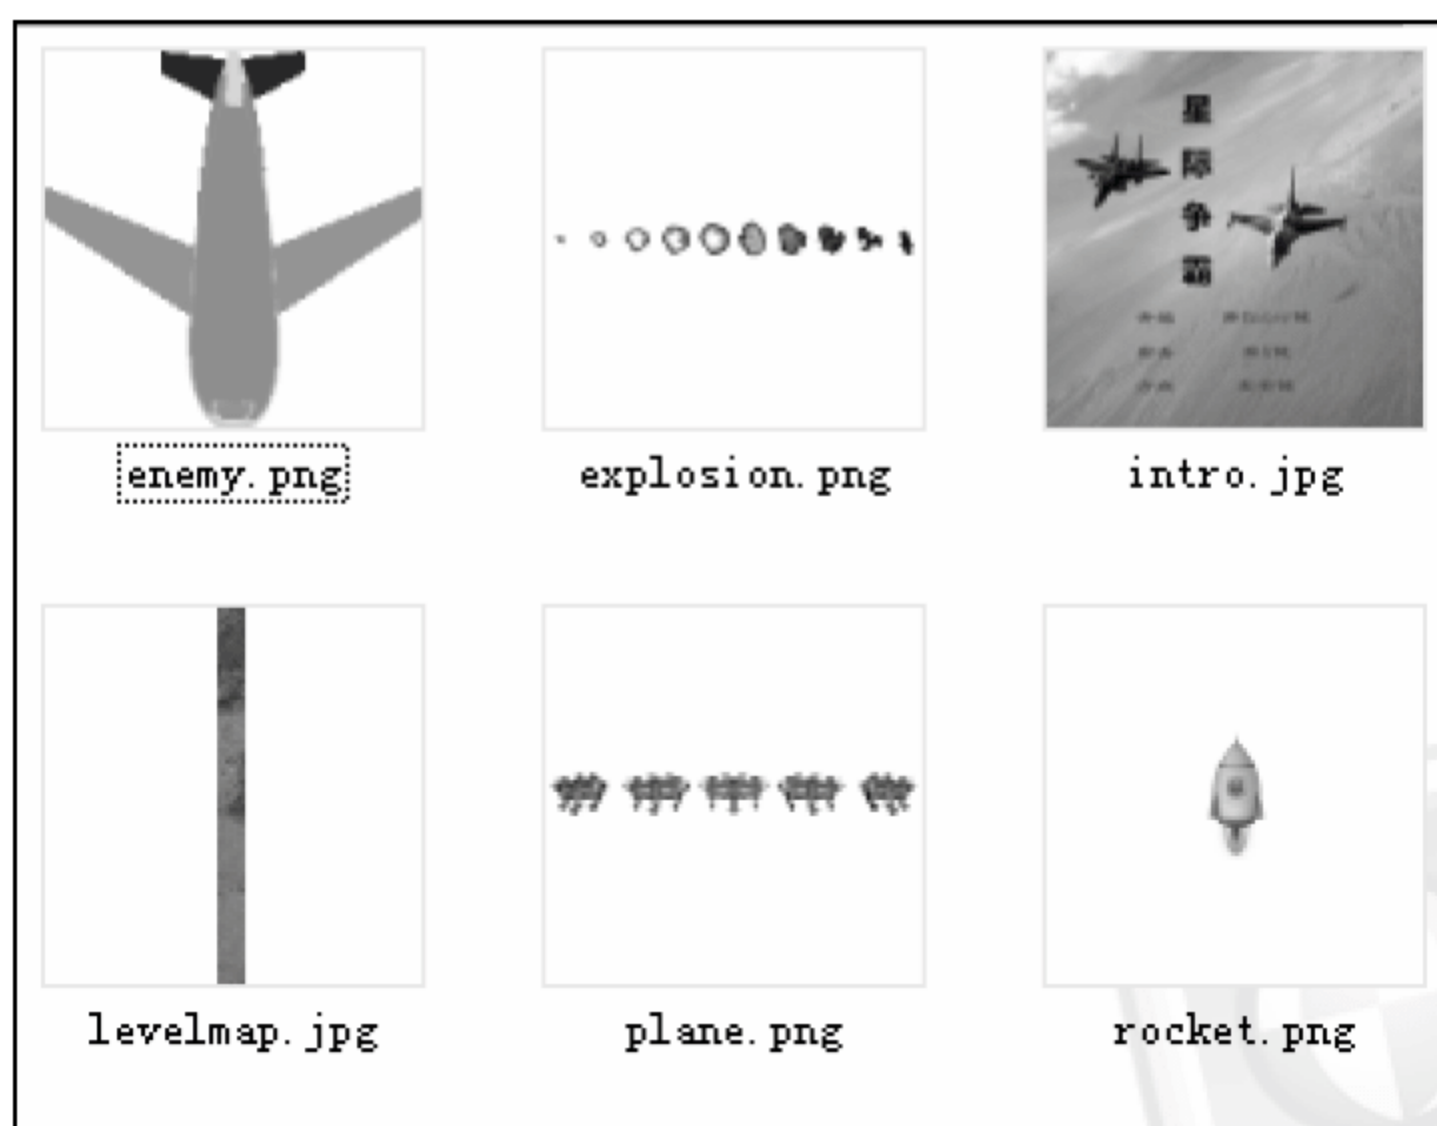 星
际
争
霸
enemy.png
explosion.png
intro.jpg
levelmap.jpg
plane.png
rocket.png